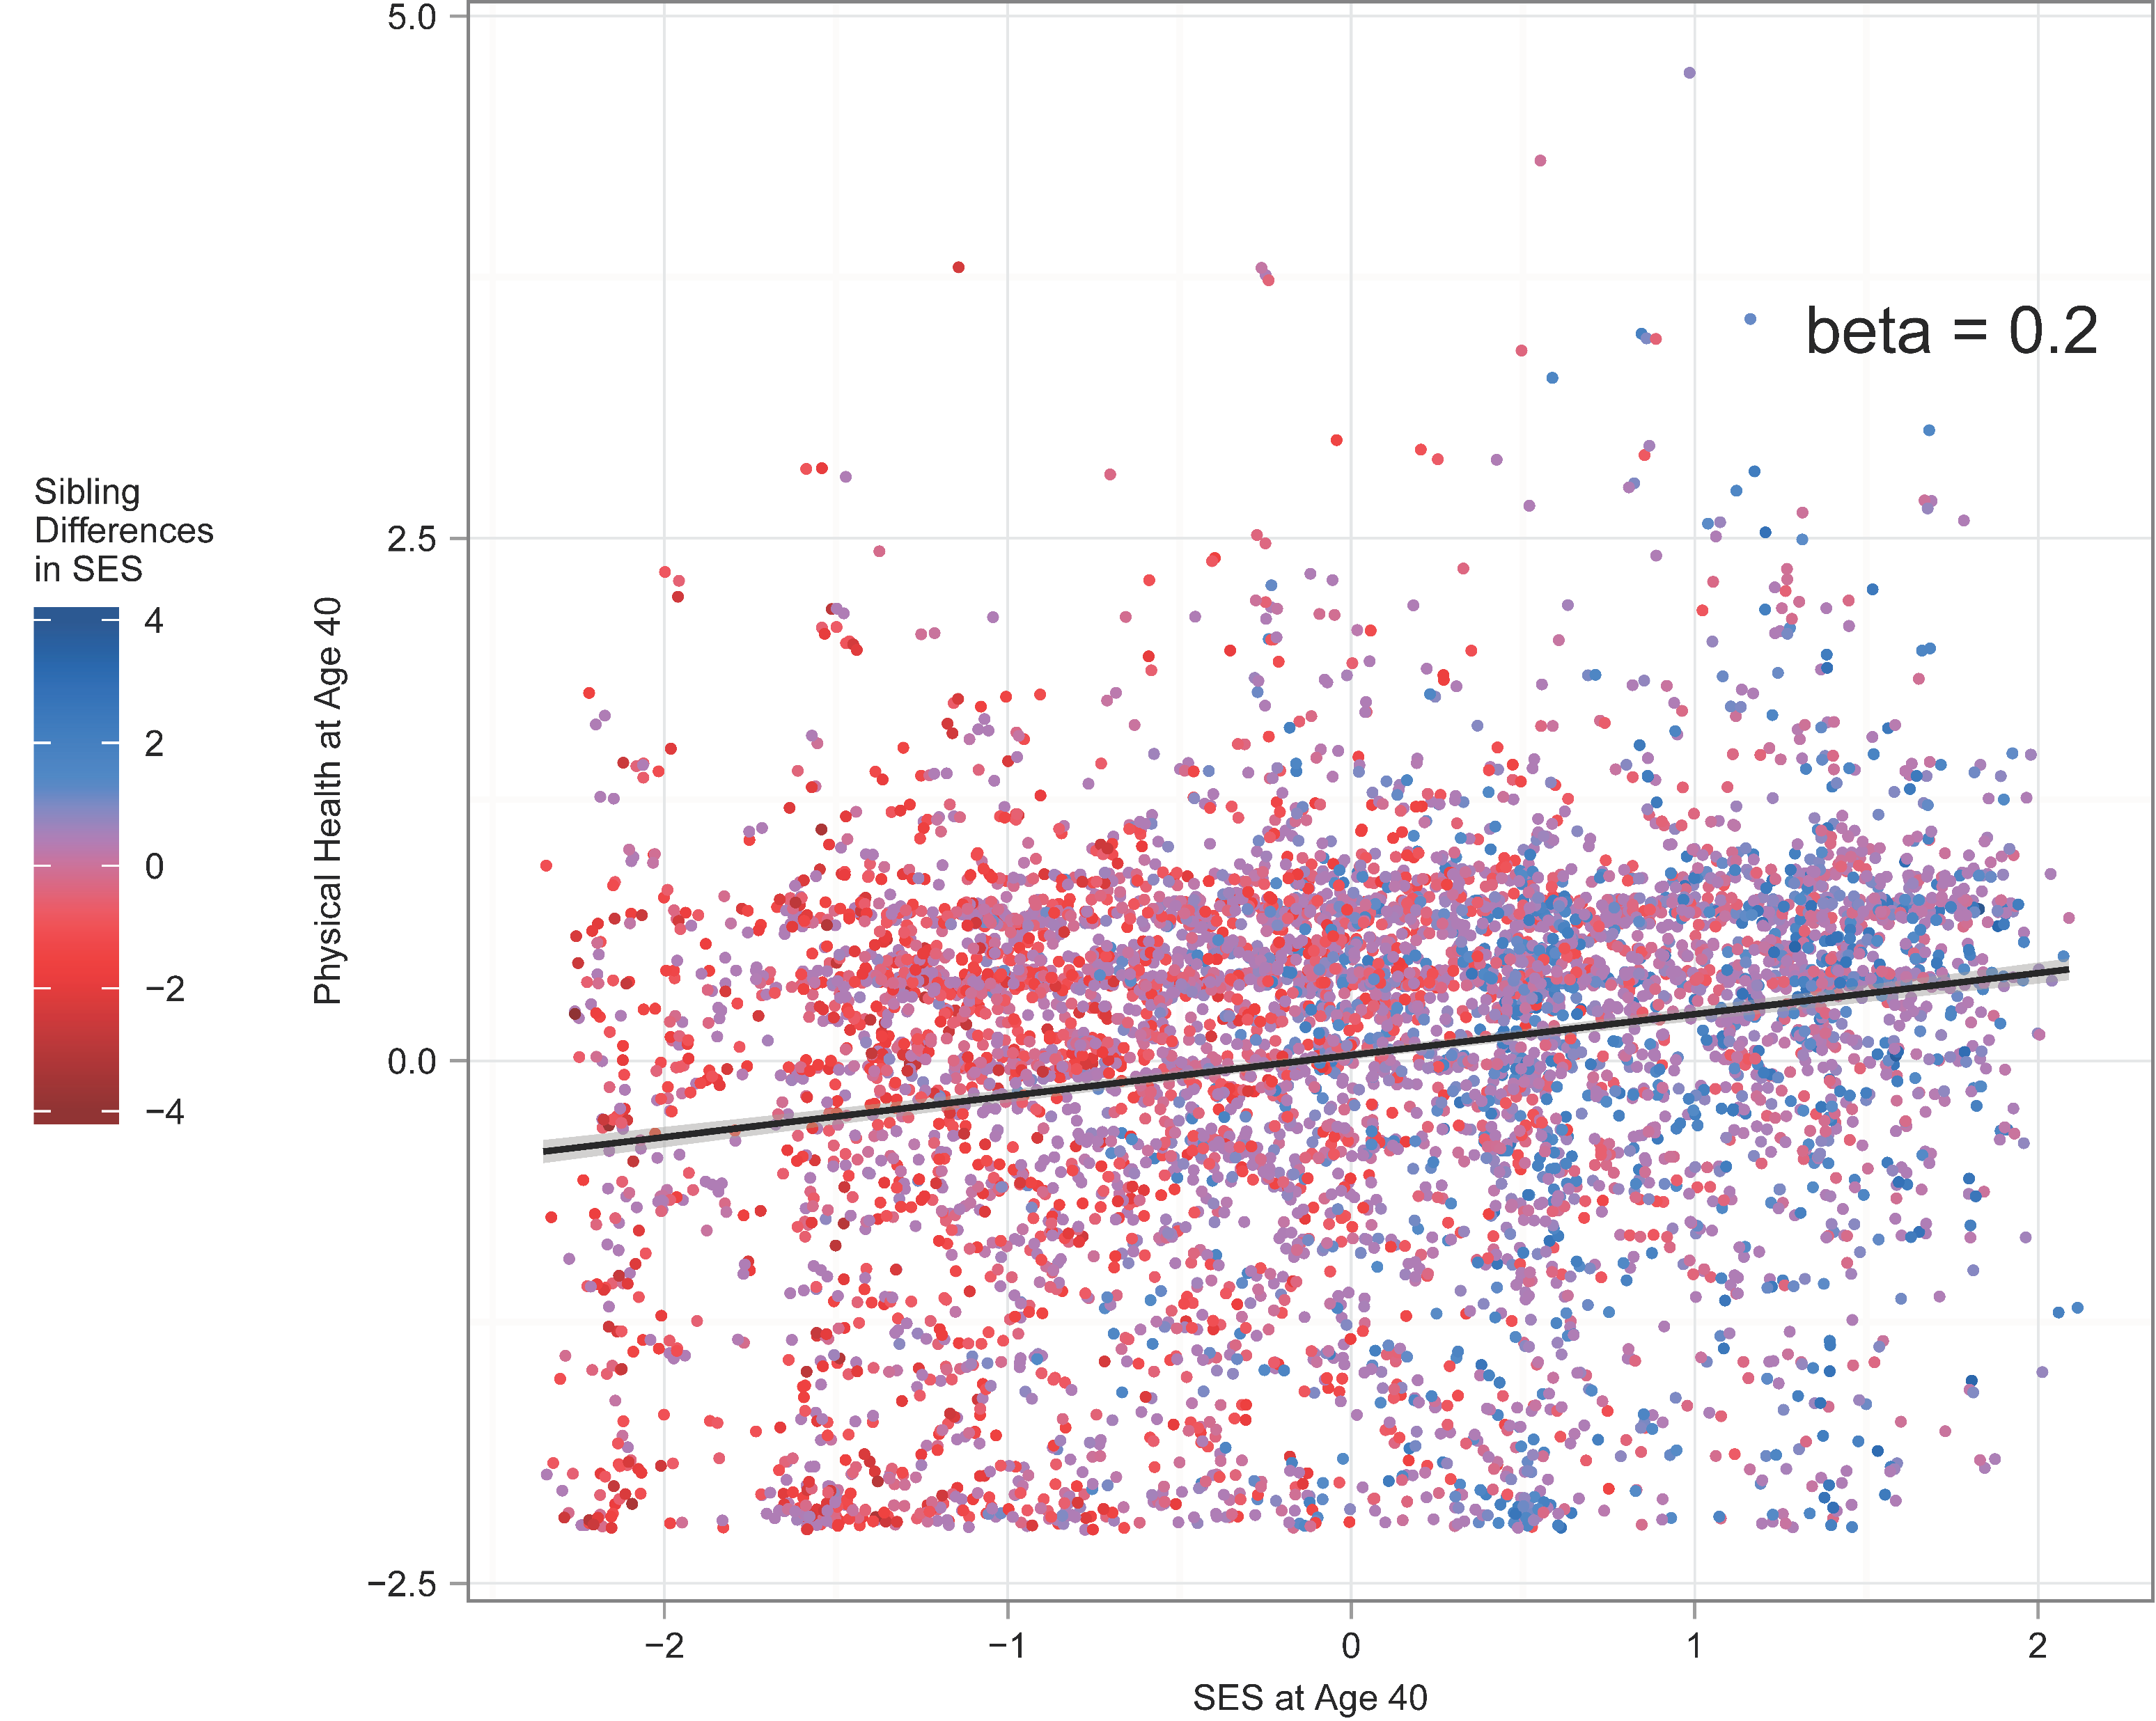 5.0
beta = 0.2
Sibling
Differences
in SES
4
2
0
−2
−4
Physical Health at Age 40
2.5
0.0
−2.5
−2
−1
0
1
2
SES at Age 40